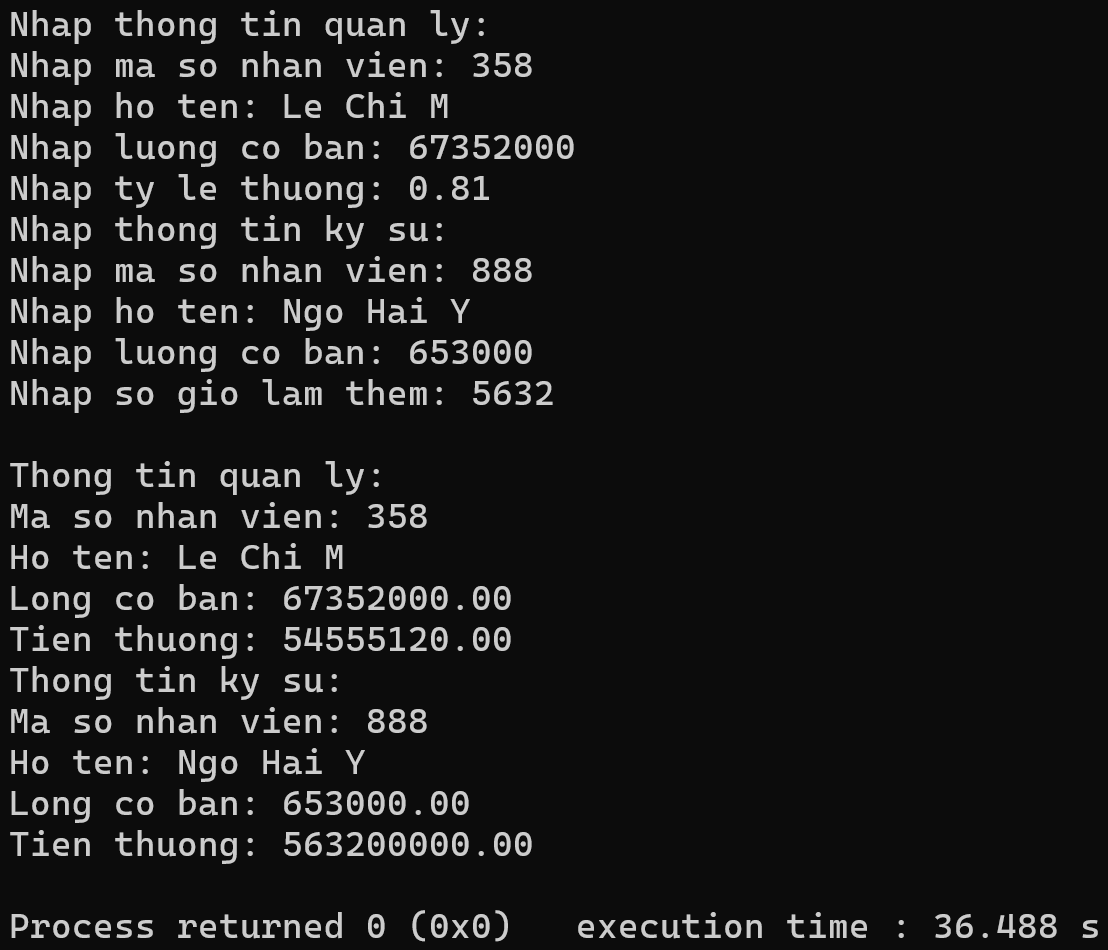 Nhap thong tin quan ly:
Nhap ma so nhan vien: 358
Nhap ho ten: Le Chi M
Nhap luong co ban: 67352000
Nhap ty le thuong: 0.81
Nhap thong tin ky su:
Nhap ma so nhan vien: 888
Nhap ho ten: Ngo Hai Y
Nhap luong co ban: 653000
Nhap so gio lam them: 5632

Thong tin quan ly:
Ma so nhan vien: 358
Ho ten: Le Chi M
Long co ban: 67352000.00
Tien thuong: 54555120.00
Thong tin ky su:
Ma so nhan vien: 888
Ho ten: Ngo Hai Y
Long co ban: 653000.00
Tien thuong: 563200000.00

Process returned 0 (0x0)   execution time : 36.488 s